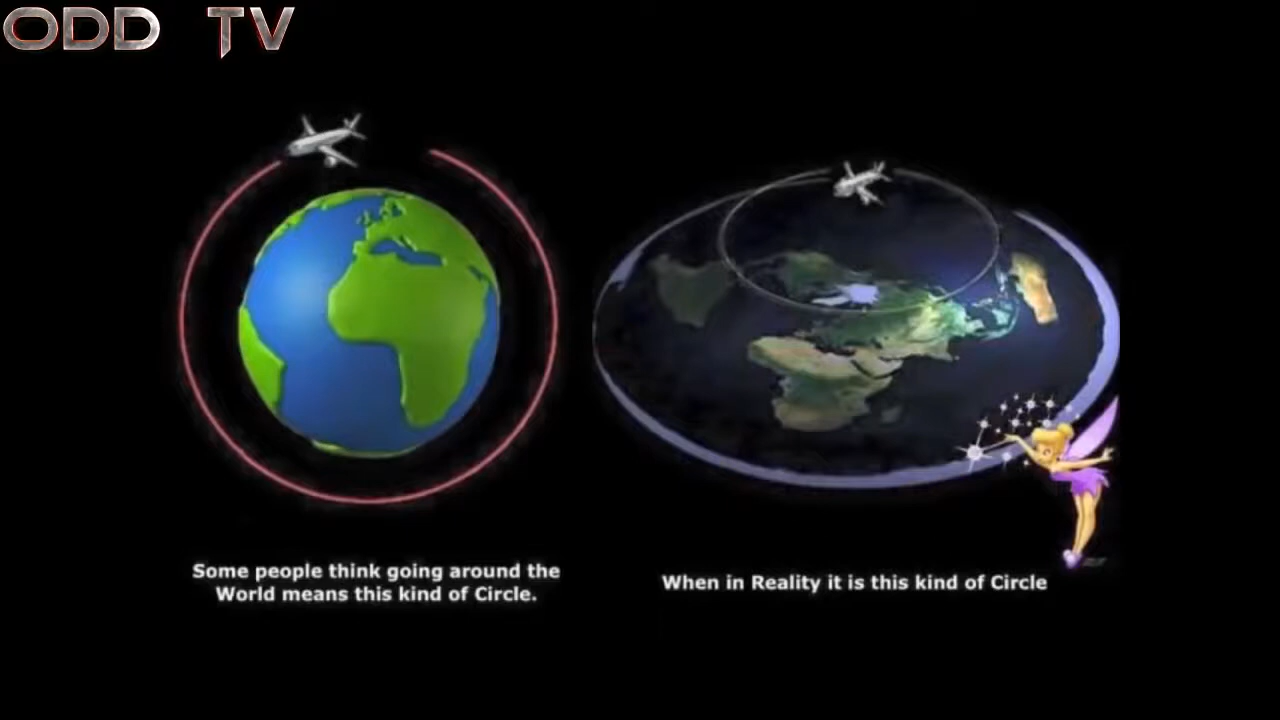 ODD TV
Some people think going around the
World means this kind of Circle.
When in Reality it is this kind of Circle